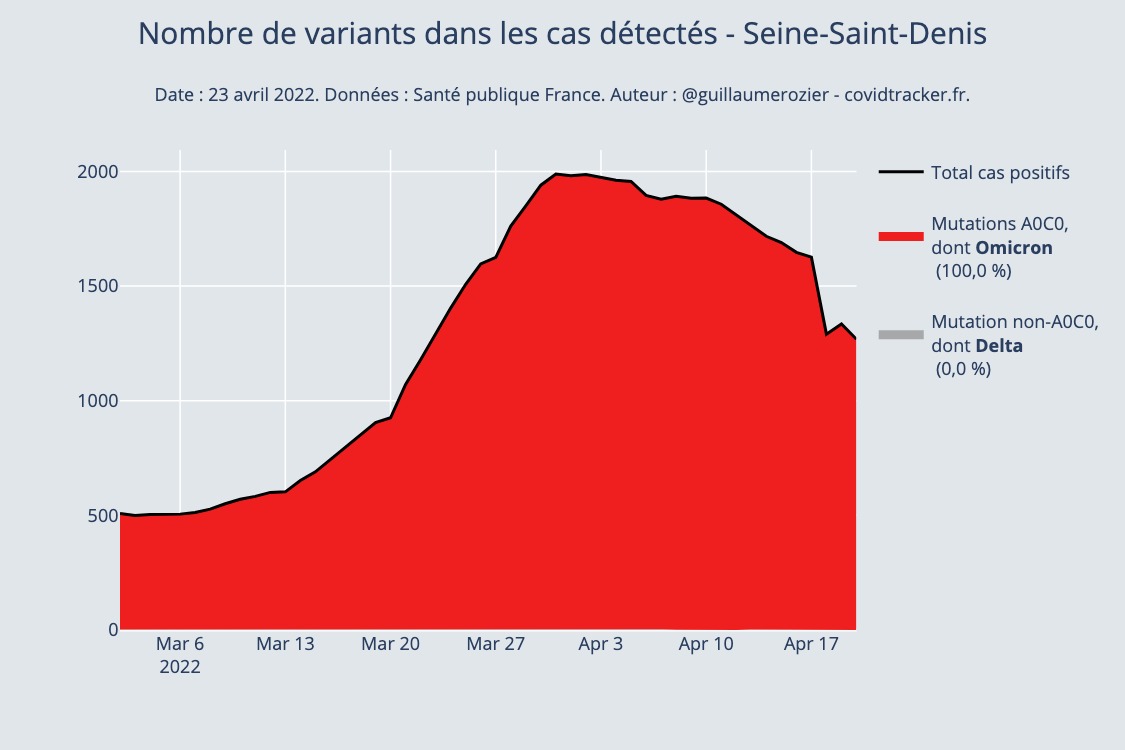 Nombre de variants dans les cas détectés - Seine-Saint-Denis
Date : 23 avril 2022. Données : Santé publique France. Auteur : @guillaumerozier - covidtracker.fr.
2000
1500
1000
500
0
Mar 6
2022
Mar 13
Mar 20
Mar 27
Apr 3
Apr 10
Apr 17
Total cas positifs
Mutations A0C0,
dont Omicron
(100,0 %)
Mutation non-A0C0,
dont Delta
(0,0 %)